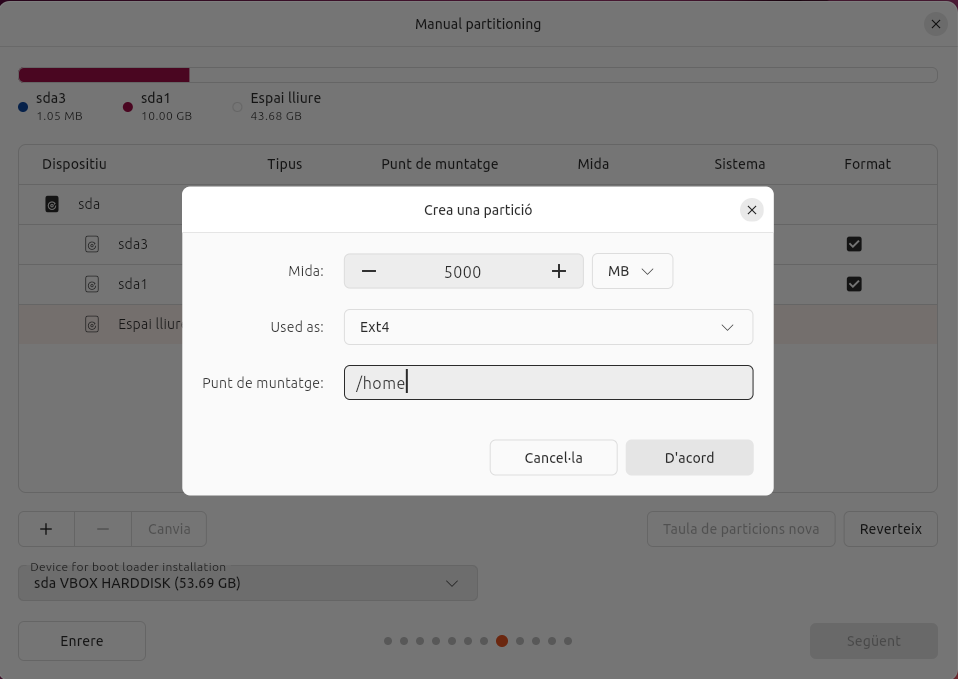 Manual partitioning
sda3 sda1 Espai lliure
1.05 MB 10.00 GB 43.68 GB
Dispositiu Tipus Punt de muntatge Mida Sistema Format
sda
sda3
sda1
Espai lliure
Crea una partició
Mida: 5000 MB
Used as: Ext4
Punt de muntatge: /home
Cancel·la D'acord
Canvia Taula de particions nova Reverteix
Device for boot loader installation
sda VBOX HARDDISK (53.69 GB)
Enrere Següent